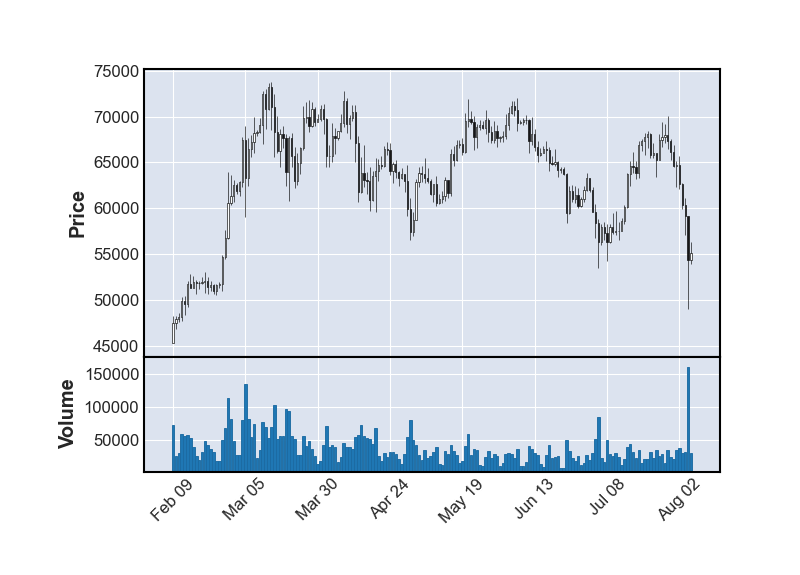 75000
70000
65000
60000
55000
50000
45000
Price
150000
100000
50000
Volume
Feb 09
Mar 05
Mar 30
Apr 24
May 19
Jun 13
Jul 08
Aug 02